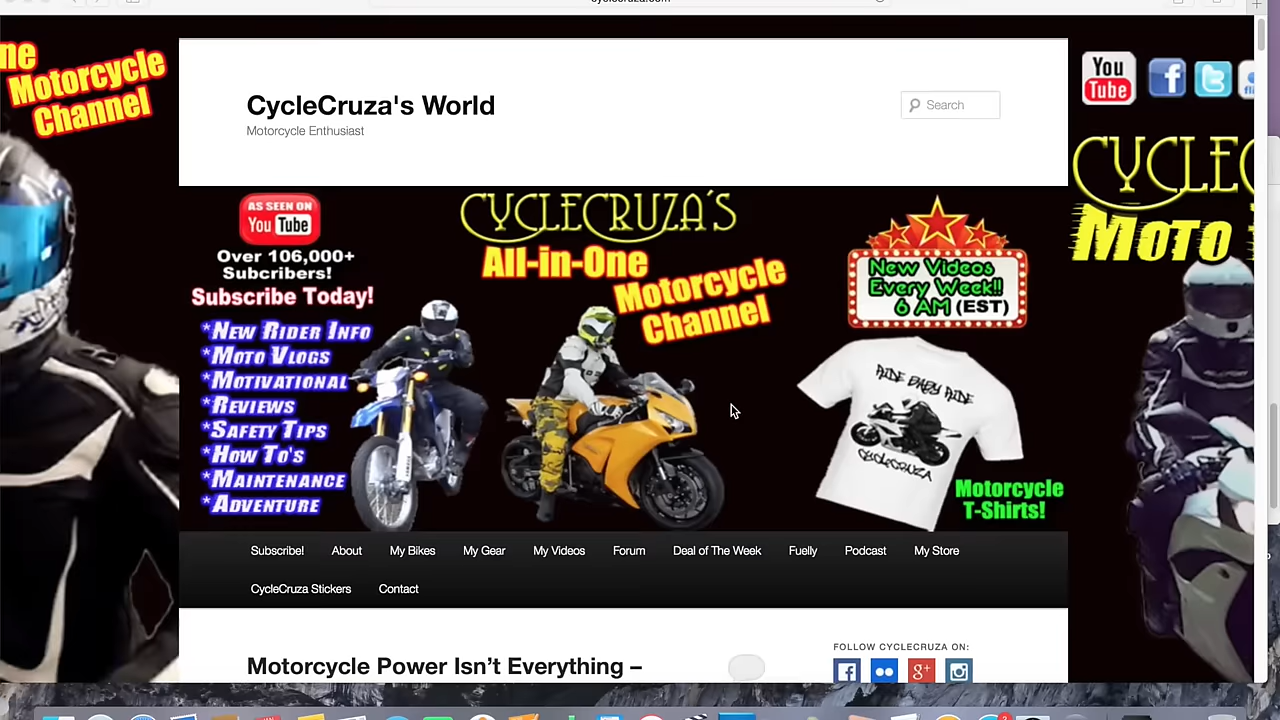 cyclecruza.com
ne
Motorcycle
Channel
CycleCruza's World
Motorcycle Enthusiast
Search
You
Tube
CYCLEC
MOTO
AS SEEN ON
You Tube
Over 106,000+
Subcribers!
Subscribe Today!
*NEW RIDER INFO
*MOTO VLOGS
*MOTIVATIONAL
*REVIEWS
*SAFETY TIPS
*HOW TO'S
*MAINTENANCE
*ADVENTURE
CYCLECRUZA'S
All-in-One
Motorcycle
Channel
New Videos
Every Week!!
6 AM (EST)
RIDE BABY RIDE
CYCLECRUZA
Motorcycle
T-Shirts!
Subscribe! About My Bikes My Gear My Videos Forum Deal of The Week Fuelly Podcast My Store
CycleCruza Stickers Contact
Motorcycle Power Isn’t Everything –
FOLLOW CYCLECRUZA ON: